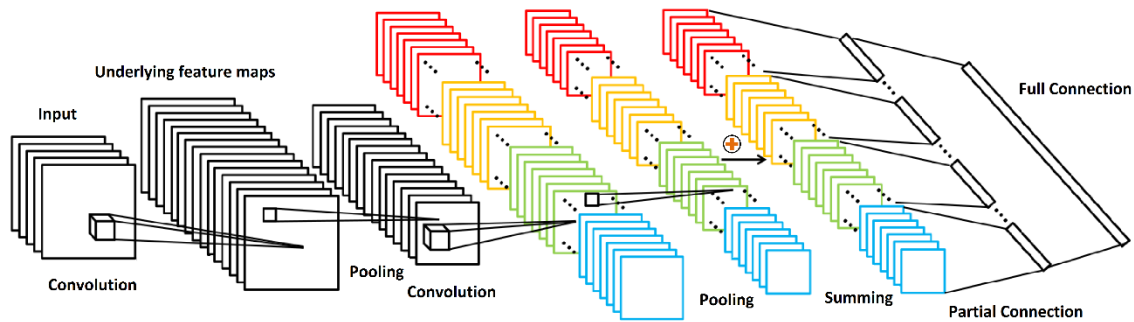 Input
Underlying feature maps
Convolution
Pooling
Convolution
Pooling
Summing
Partial Connection
Full Connection